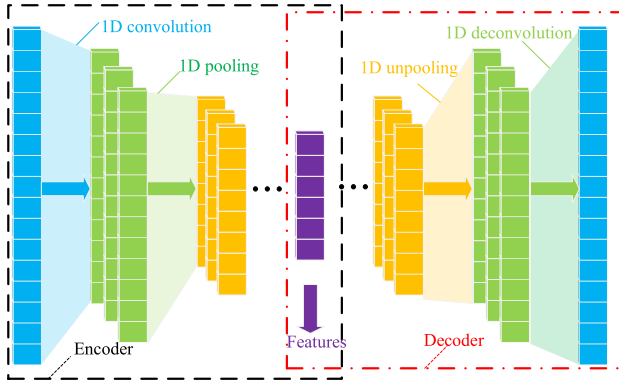 1D convolution
1D deconvolution
1D pooling
1D unpooling
Features
Encoder
Decoder